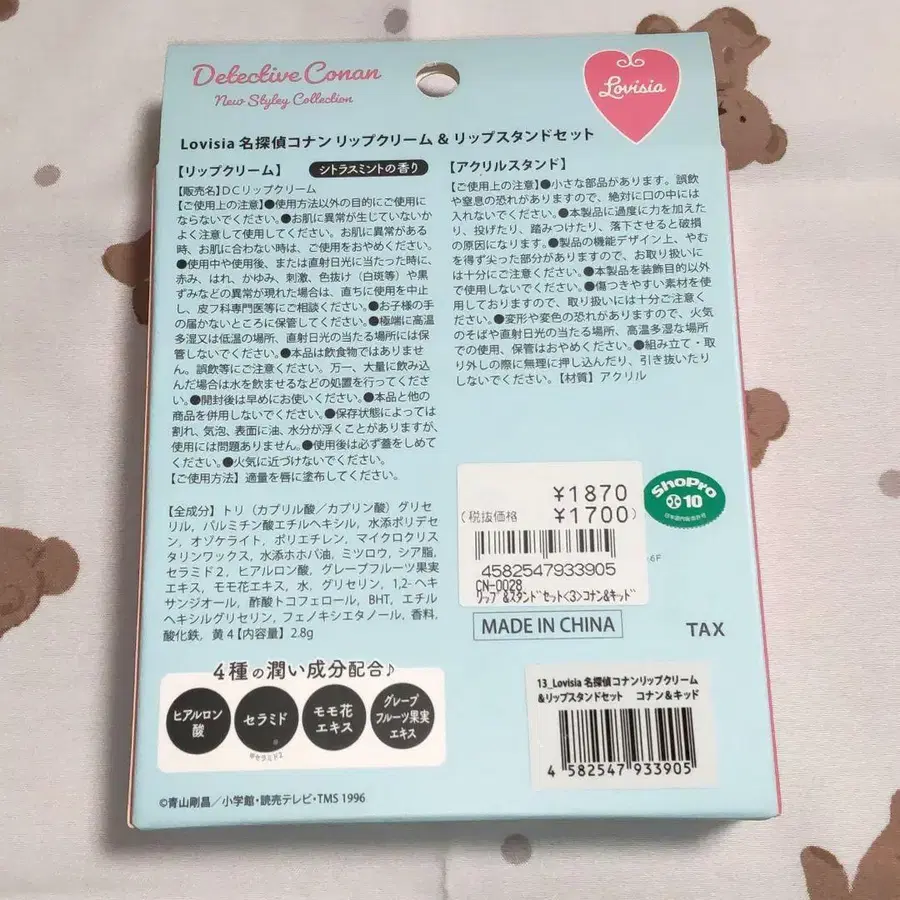 Detective Conan
New Styley Collection
Lovisia
Lovisia 名探偵コナン リップクリーム & リップスタンドセット
【リップクリーム】 シトラスミントの香り
【販売名】DCリップクリーム
【ご使用上の注意】●使用方法以外の目的にご使用に
ならないでください。●お肌に異常が生じていないか
よく注意して使用してください。お肌に異常がある
時、お肌に合わない時は、ご使用をおやめください。
●使用中や使用後、または直射日光に当たった時に、
赤み、はれ、かゆみ、刺激、色抜け（白斑等）や黒
ずみなどの異常が現れた場合は、直ちに使用を中止
し、皮フ科専門医等にご相談ください。●お子様の手
の届かないところに保管してください。●極端に高温
多湿又は低温の場所、直射日光の当たる場所には保
管しないでください。●本品は飲食物ではありませ
ん。誤飲等にご注意ください。万一、大量に飲み込
んだ場合は水を飲ませるなどの処置を行ってくださ
い。●開封後は早めにお使いください。●本品と他の
商品を併用しないでください。●保存状態によっては
割れ、気泡、表面に油、水分が浮くことがありますが、
使用には問題ありません。●使用後は必ず蓋をしめて
ください。●火気に近づけないでください。
【ご使用方法】適量を唇に塗布してください。
【全成分】トリ（カプリル酸／カプリン酸）グリセ
リル，パルミチン酸エチルヘキシル，水添ポリデセ
ン，オゾケライト，ポリエチレン，マイクロクリス
タリンワックス，水添ホホバ油，ミツロウ，シア脂，
セラミド2，ヒアルロン酸，グレープフルーツ果実
エキス，モモ花エキス，水，グリセリン，1,2-ヘキ
サンジオール，酢酸トコフェロール，BHT，エチル
ヘキシルグリセリン，フェノキシエタノール，香料，
酸化鉄，黄4【内容量】2.8g
4種の潤い成分配合♪
ヒアルロン
酸
セラミド
※
※セラミド2
モモ花
エキス
グレープ
フルーツ果実
エキス
©青山剛昌／小学館・読売テレビ・TMS 1996
【アクリルスタンド】
【ご使用上の注意】●小さな部品があります。誤飲
や窒息の恐れがありますので、絶対に口の中には
入れないでください。●本製品に過度に力を加えた
り、投げたり、踏みつけたり、落下させると破損
の原因になります。●製品の機能デザイン上、やむ
を得ず尖った部分がありますので、お取り扱いに
は十分にご注意ください。●本製品を装飾目的以外
で使用しないでください。●傷つきやすい素材を使
用しておりますので、取り扱いには十分ご注意くだ
さい。●変形や変色の恐れがありますので、火気
のそばや直射日光の当たる場所、高温多湿な場所
での使用、保管はおやめください。●組み立て・取
り外しの際に無理に押し込んだり、引き抜いたり
しないでください。【材質】アクリル
¥1870
(税抜価格 ¥1700)
4582547933905
CN-0028
リップ&スタンドセット<3>コナン&キッド
ShoPro
10
6F
MADE IN CHINA
TAX
13_Lovisia 名探偵コナンリップクリーム
&リップスタンドセット コナン&キッド
4 582547 933905